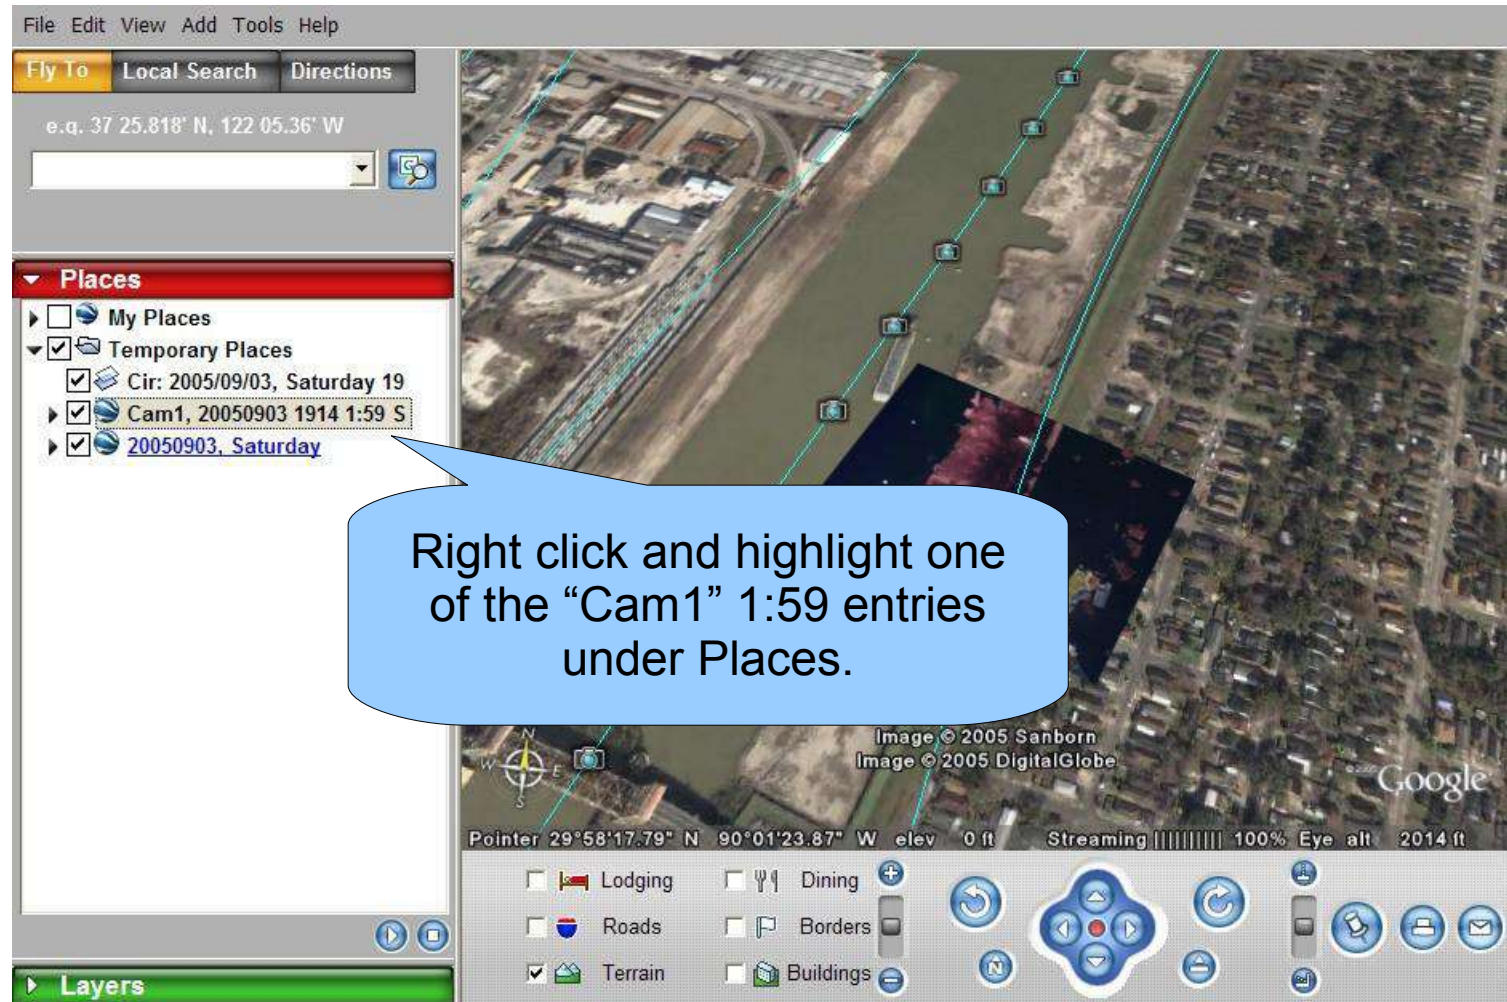 File Edit View Add Tools Help
Fly To Local Search Directions
e.g. 37 25.818' N, 122 05.36' W
Places
My Places
Temporary Places
Cir: 2005/09/03, Saturday 19
Cam1, 20050903 1914 1:59 S
20050903, Saturday
Right click and highlight one
of the “Cam1” 1:59 entries
under Places.
N
W E
S
Image © 2005 Sanborn
Image © 2005 DigitalGlobe
Google
Pointer 29°58'17.79" N 90°01'23.87" W elev 0 ft Streaming |||||||||| 100% Eye alt 2014 ft
Lodging Dining
Roads Borders
Terrain Buildings
N
Layers